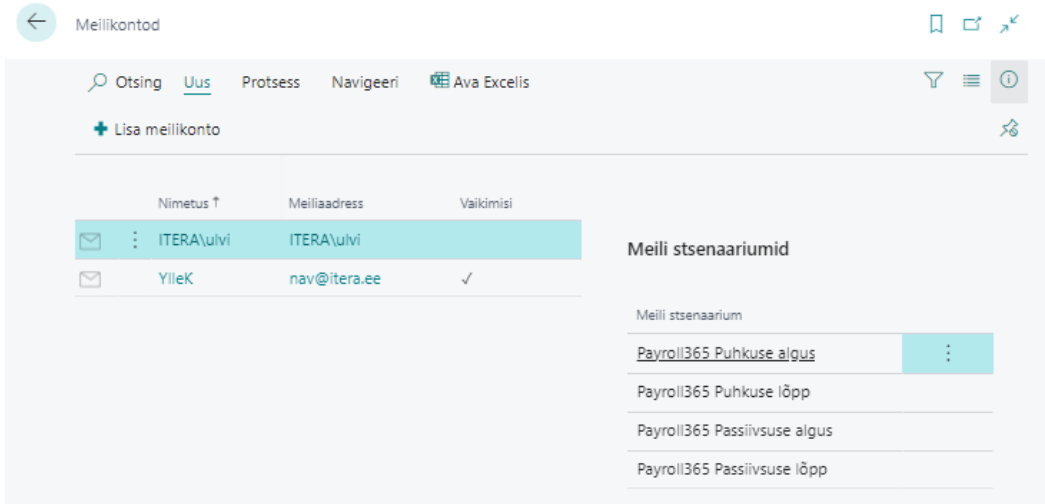 Meilikontod
Otsing Uus Protsess Navigeeri Ava Excelis
Lisa meilikonto
Nimetus ↑ Meiliaadress Vaikimisi
ITERA\ulvi ITERA\ulvi
YlleK nav@itera.ee ✓
Meili stsenaariumid
Meili stsenaarium
Payroll365 Puhkuse algus
Payroll365 Puhkuse lõpp
Payroll365 Passiivsuse algus
Payroll365 Passiivsuse lõpp